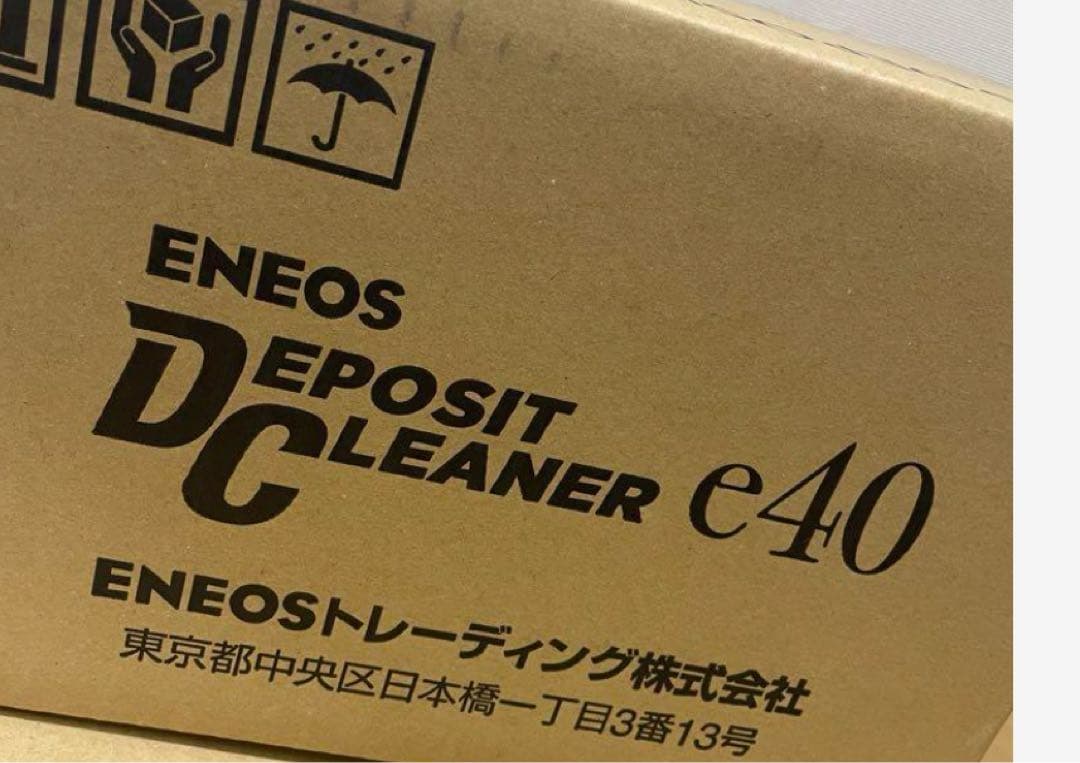 ENEOS
DEPOSIT
CLEANER e40
ENEOSトレーディング株式会社
東京都中央区日本橋一丁目3番13号